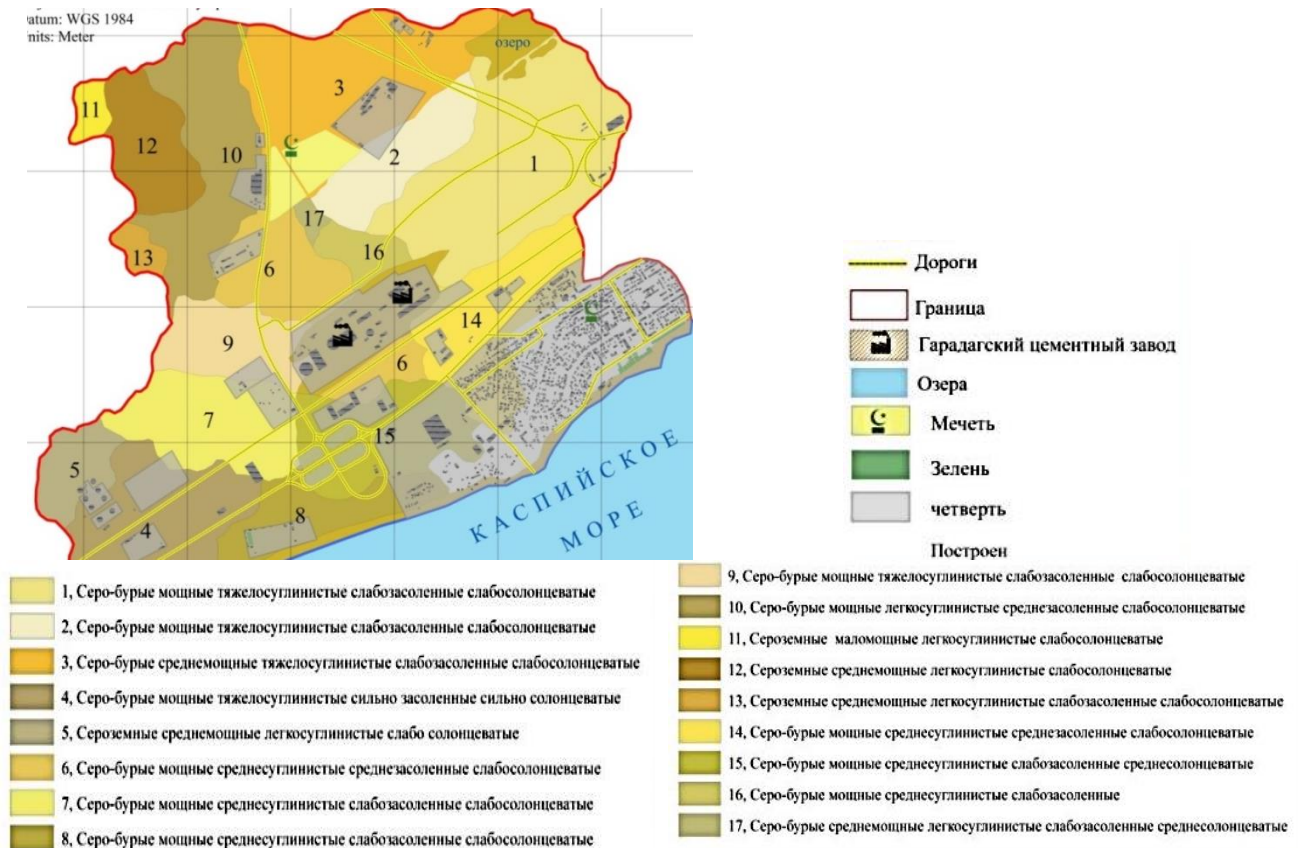 Datum: WGS 1984
Units: Meter
озеро
3
11
12
10
2
1
17
16
13
6
14
9
6
7
15
5
8
4
КАСПИЙСКОЕ
МОРЕ
Дороги
Граница
Гарадагский цементный завод
Озера
Мечеть
Зелень
четверть
Построен
1, Серо-бурые мощные тяжелосуглинистые слабозасоленные слабосолонцеватые
2, Серо-бурые мощные тяжелосуглинистые слабозасоленные слабосолонцеватые
3, Серо-бурые среднемощные тяжелосуглинистые слабозасоленные слабосолонцеватые
4, Серо-бурые мощные тяжелосуглинистые сильно засоленные сильно солонцеватые
5, Сероземные среднемощные легкосуглинистые слабо солонцеватые
6, Серо-бурые мощные среднесуглинистые среднезасоленные слабосолонцеватые
7, Серо-бурые мощные среднесуглинистые слабозасоленные слабосолонцеватые
8, Серо-бурые мощные среднесуглинистые слабозасоленные слабосолонцеватые
9, Серо-бурые мощные тяжелосуглинистые слабозасоленные слабосолонцеватые
10, Серо-бурые мощные легкосуглинистые среднезасоленные слабосолонцеватые
11, Сероземные маломощные легкосуглинистые слабосолонцеватые
12, Сероземные среднемощные легкосуглинистые слабосолонцеватые
13, Сероземные среднемощные легкосуглинистые слабозасоленные слабосолонцеватые
14, Серо-бурые мощные среднесуглинистые среднезасоленные слабосолонцеватые
15, Серо-бурые мощные среднесуглинистые слабозасоленные среднесолонцеватые
16, Серо-бурые мощные среднесуглинистые слабозасоленные
17, Серо-бурые среднемощные легкосуглинистые слабозасоленные среднесолонцеватые